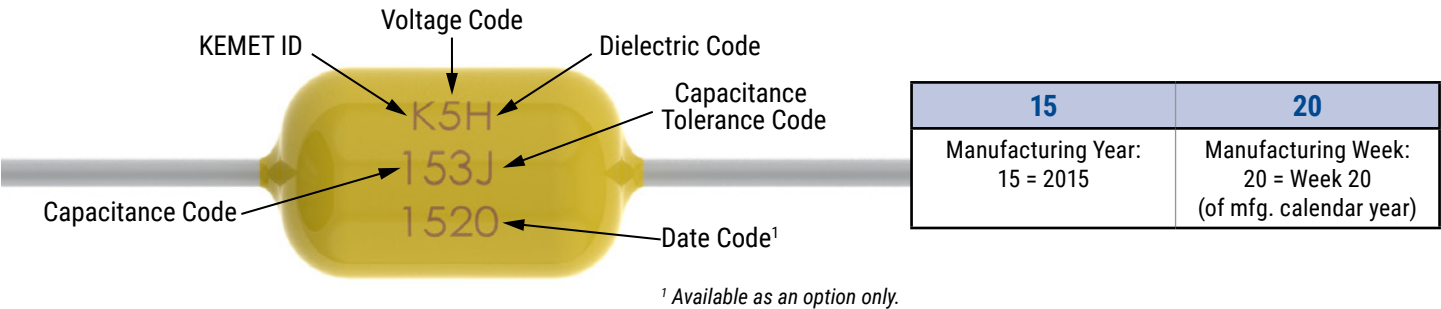 Voltage Code
KEMET ID
Dielectric Code
K5H
Capacitance
Tolerance Code
153J
Capacitance Code
1520
Date Code¹
¹ Available as an option only.
15 20
Manufacturing Year: Manufacturing Week:
15 = 2015 20 = Week 20
(of mfg. calendar year)